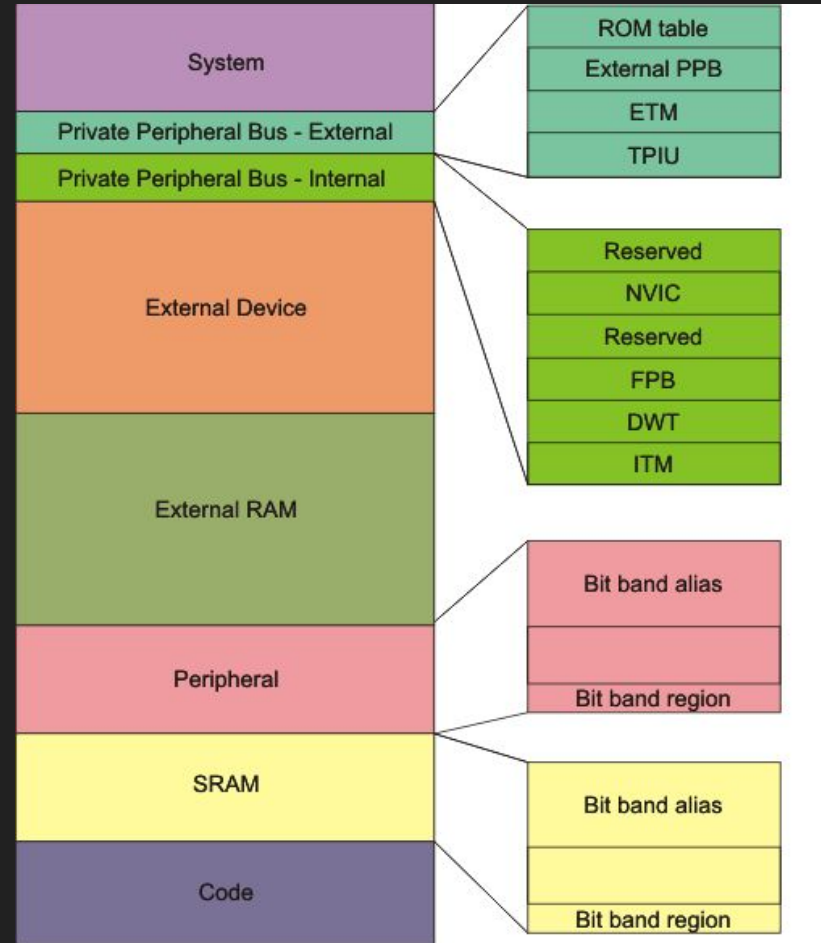 System
Private Peripheral Bus - External
Private Peripheral Bus - Internal
External Device
External RAM
Peripheral
SRAM
Code
ROM table
External PPB
ETM
TPIU
Reserved
NVIC
Reserved
FPB
DWT
ITM
Bit band alias
Bit band region
Bit band alias
Bit band region